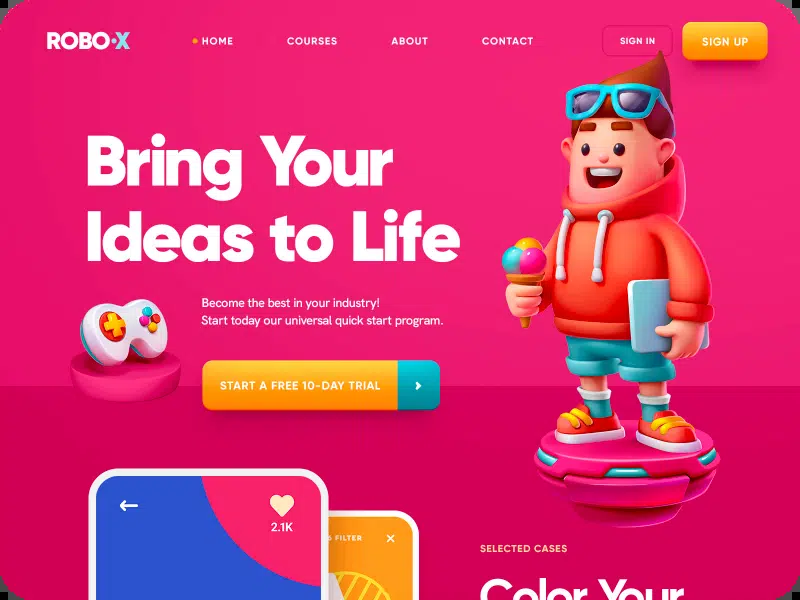 ROBO·X
HOME
COURSES
ABOUT
CONTACT
SIGN IN
SIGN UP
Bring Your
Ideas to Life
Become the best in your industry!
Start today our universal quick start program.
START A FREE 10-DAY TRIAL
2.1K
FILTER
SELECTED CASES
Color Your